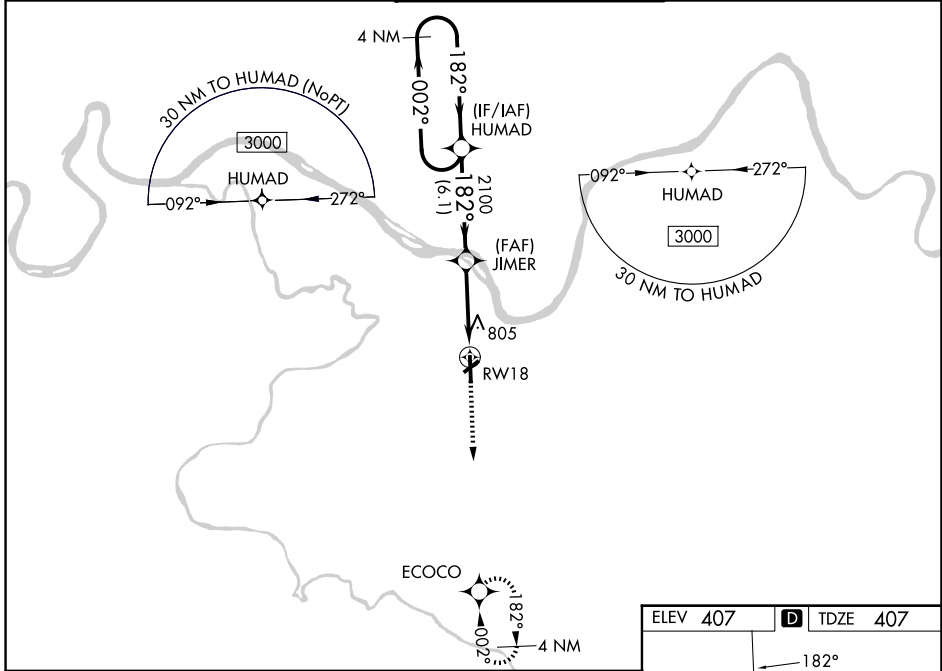 4 NM
182°
002°
(IF/IAF)
HUMAD
30 NM TO HUMAD (NoPT)
3000
HUMAD
092°
272°
2100
182°
(6.1)
092°
272°
HUMAD
3000
30 NM TO HUMAD
(FAF)
JIMER
805
RW18
ECOCO
182°
002°
4 NM
ELEV 407 D TDZE 407
182°